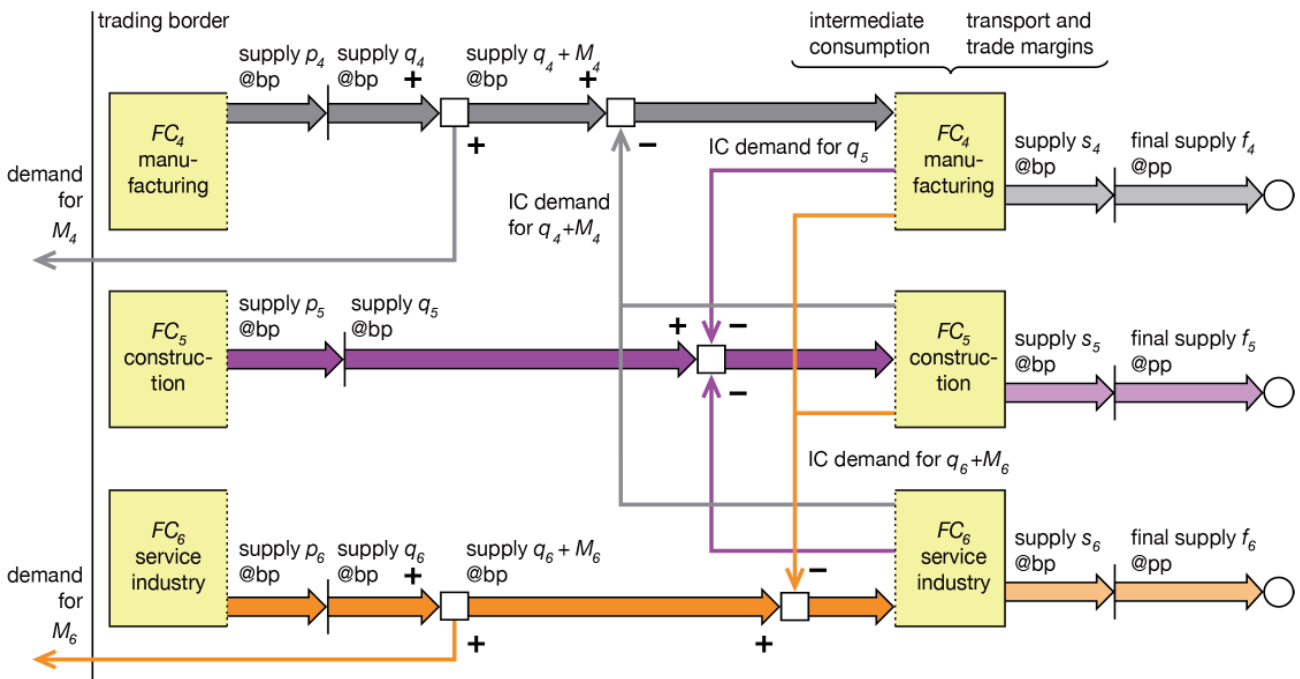 trading border
intermediate
consumption
transport and
trade margins
supply p4
@bp
supply q4
@bp
+
supply q4 + M4
@bp
+
FC4
manu-
facturing
+
−
FC4
manu-
facturing
IC demand for q5
supply s4
@bp
final supply f4
@pp
demand
for
M4
IC demand
for q4+M4
FC5
construc-
tion
supply p5
@bp
supply q5
@bp
+
−
−
FC5
construc-
tion
supply s5
@bp
final supply f5
@pp
IC demand for q6+M6
FC6
service
industry
supply p6
@bp
supply q6
@bp
+
supply q6 + M6
@bp
−
FC6
service
industry
supply s6
@bp
final supply f6
@pp
demand
for
M6
+
+